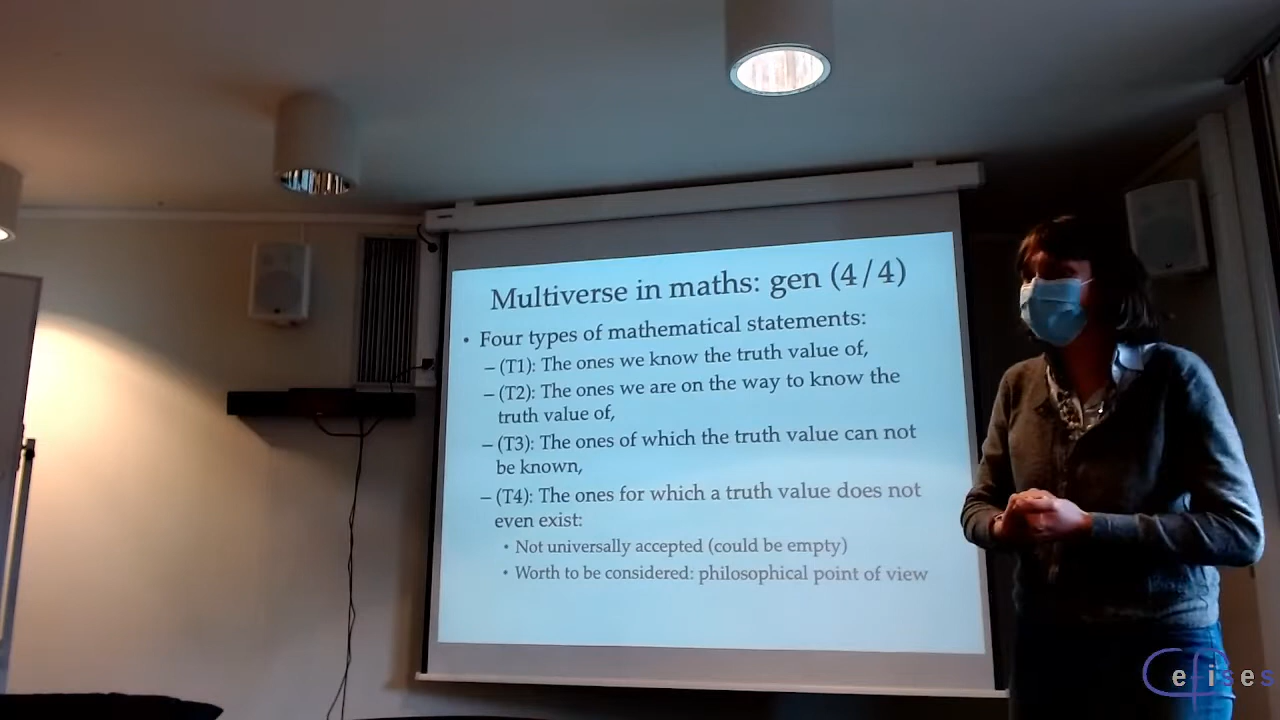 Multiverse in maths: gen (4/4)
• Four types of mathematical statements:
– (T1): The ones we know the truth value of,
– (T2): The ones we are on the way to know the
truth value of,
– (T3): The ones of which the truth value can not
be known,
– (T4): The ones for which a truth value does not
even exist:
• Not universally accepted (could be empty)
• Worth to be considered: philosophical point of view
Cefises